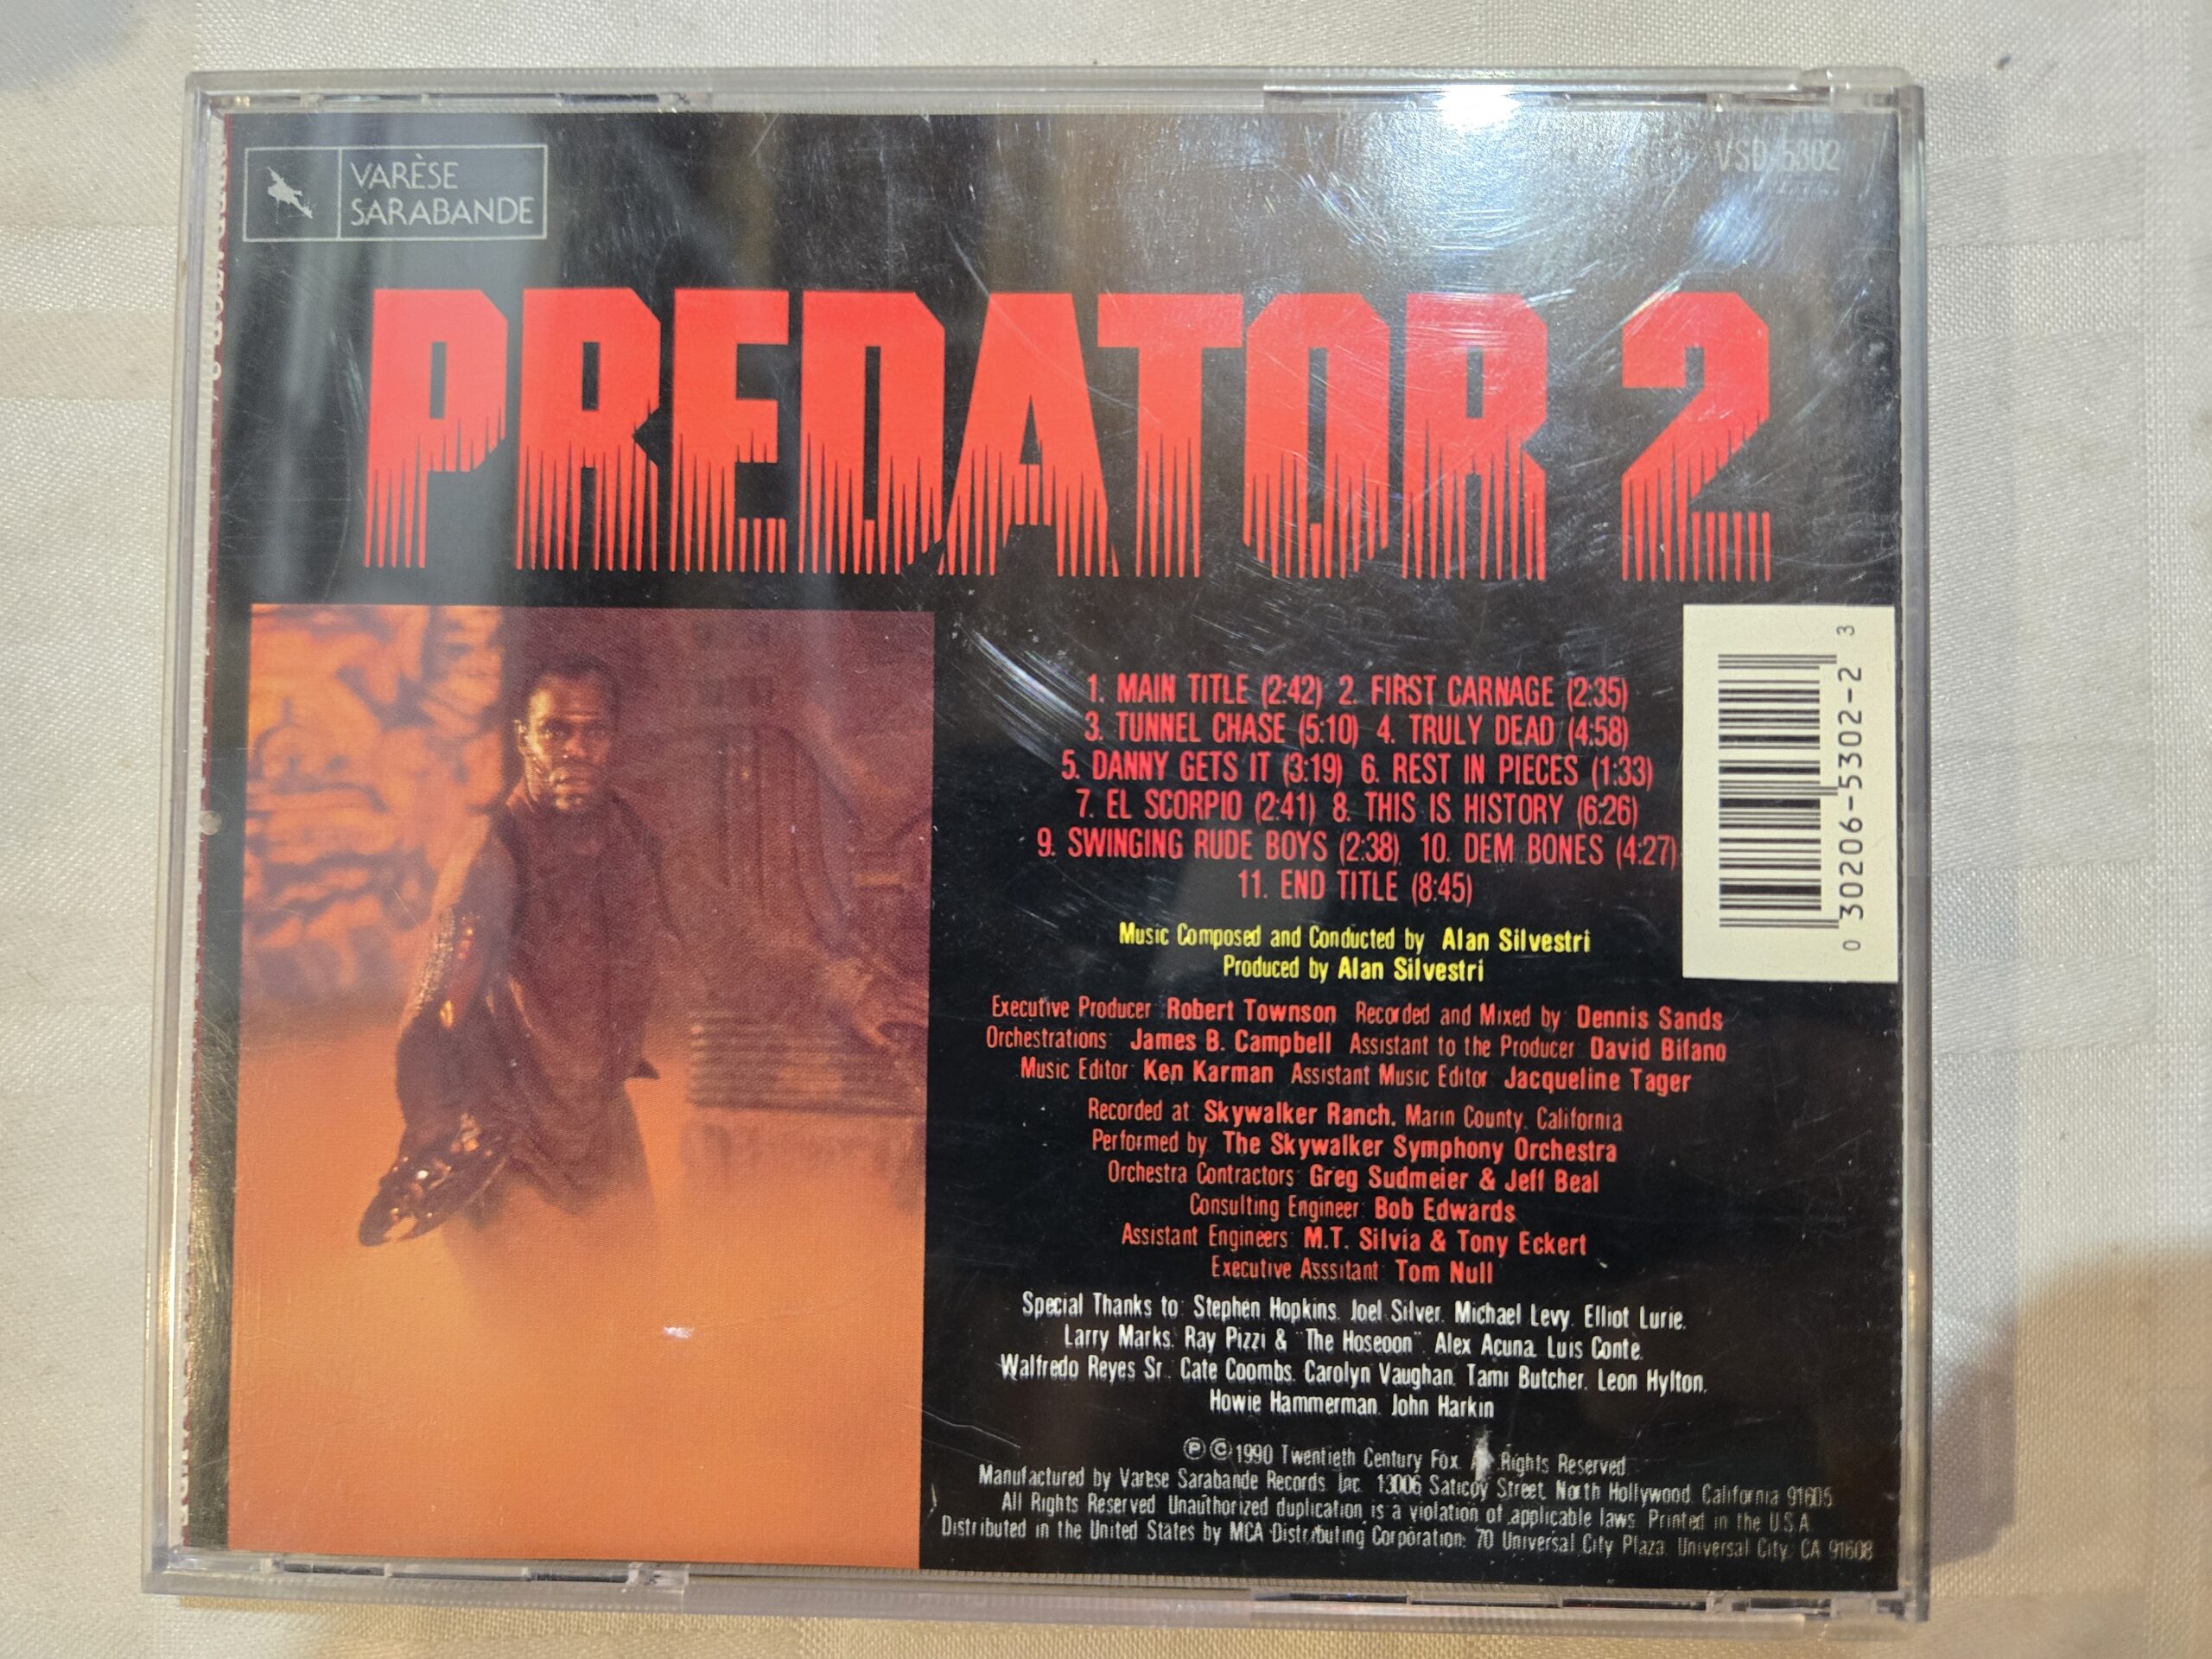 VARÈSE
SARABANDE
VSD 5302
PREDATOR 2
1. MAIN TITLE (2:42) 2. FIRST CARNAGE (2:35)
3. TUNNEL CHASE (5:10) 4. TRULY DEAD (4:58)
5. DANNY GETS IT (3:19) 6. REST IN PIECES (1:33)
7. EL SCORPIO (2:41) 8. THIS IS HISTORY (6:26)
9. SWINGING RUDE BOYS (2:38) 10. DEM BONES (4:27)
11. END TITLE (8:45)
0 30206-5302-2 3
Music Composed and Conducted by Alan Silvestri
Produced by Alan Silvestri
Executive Producer: Robert Townson Recorded and Mixed by: Dennis Sands
Orchestrations: James B. Campbell Assistant to the Producer: David Bifano
Music Editor: Ken Karman Assistant Music Editor: Jacqueline Tager
Recorded at: Skywalker Ranch, Marin County, California
Performed by: The Skywalker Symphony Orchestra
Orchestra Contractors: Greg Sudmeier & Jeff Beal
Consulting Engineer: Bob Edwards
Assistant Engineers: M.T. Silvia & Tony Eckert
Executive Asssitant: Tom Null
Special Thanks to: Stephen Hopkins, Joel Silver, Michael Levy, Elliot Lurie,
Larry Marks, Ray Pizzi & "The Hoseoon", Alex Acuna, Luis Conte,
Walfredo Reyes Sr., Cate Coombs, Carolyn Vaughan, Tami Butcher, Leon Hylton,
Howie Hammerman, John Harkin
℗ © 1990 Twentieth Century Fox. Rights Reserved.
Manufactured by Varèse Sarabande Records, Inc. 13006 Saticoy Street, North Hollywood, California 91605
All Rights Reserved. Unauthorized duplication is a violation of applicable laws. Printed in the U.S.A.
Distributed in the United States by MCA Distributing Corporation, 70 Universal City Plaza, Universal City, CA 91608